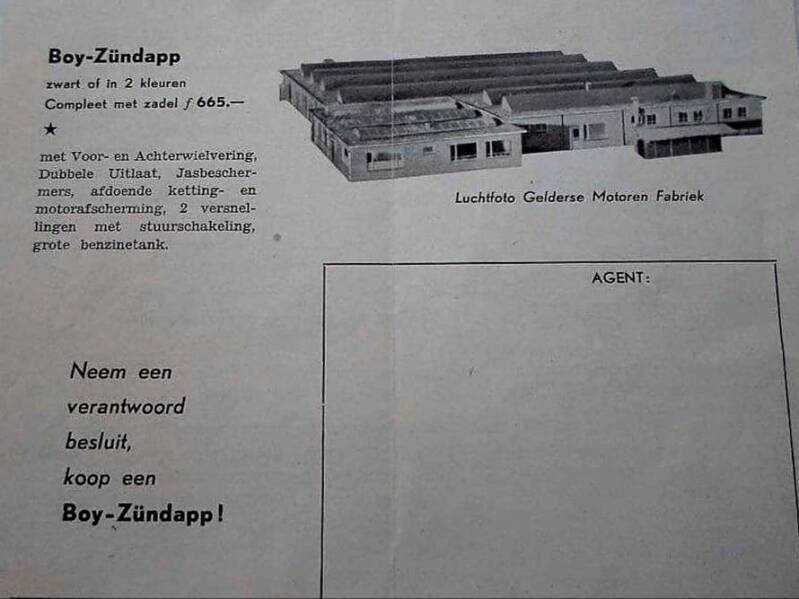 Boy-Zündapp
zwart of in 2 kleuren
Compleet met zadel f 665.—
★
met Voor- en Achterwielvering,
Dubbele Uitlaat, Jasbescher-
mers, afdoende ketting- en
motorafscherming, 2 versnel-
lingen met stuurschakeling,
grote benzinetank.
Luchtfoto Gelderse Motoren Fabriek
AGENT:
Neem een
verantwoord
besluit,
koop een
Boy-Zündapp!